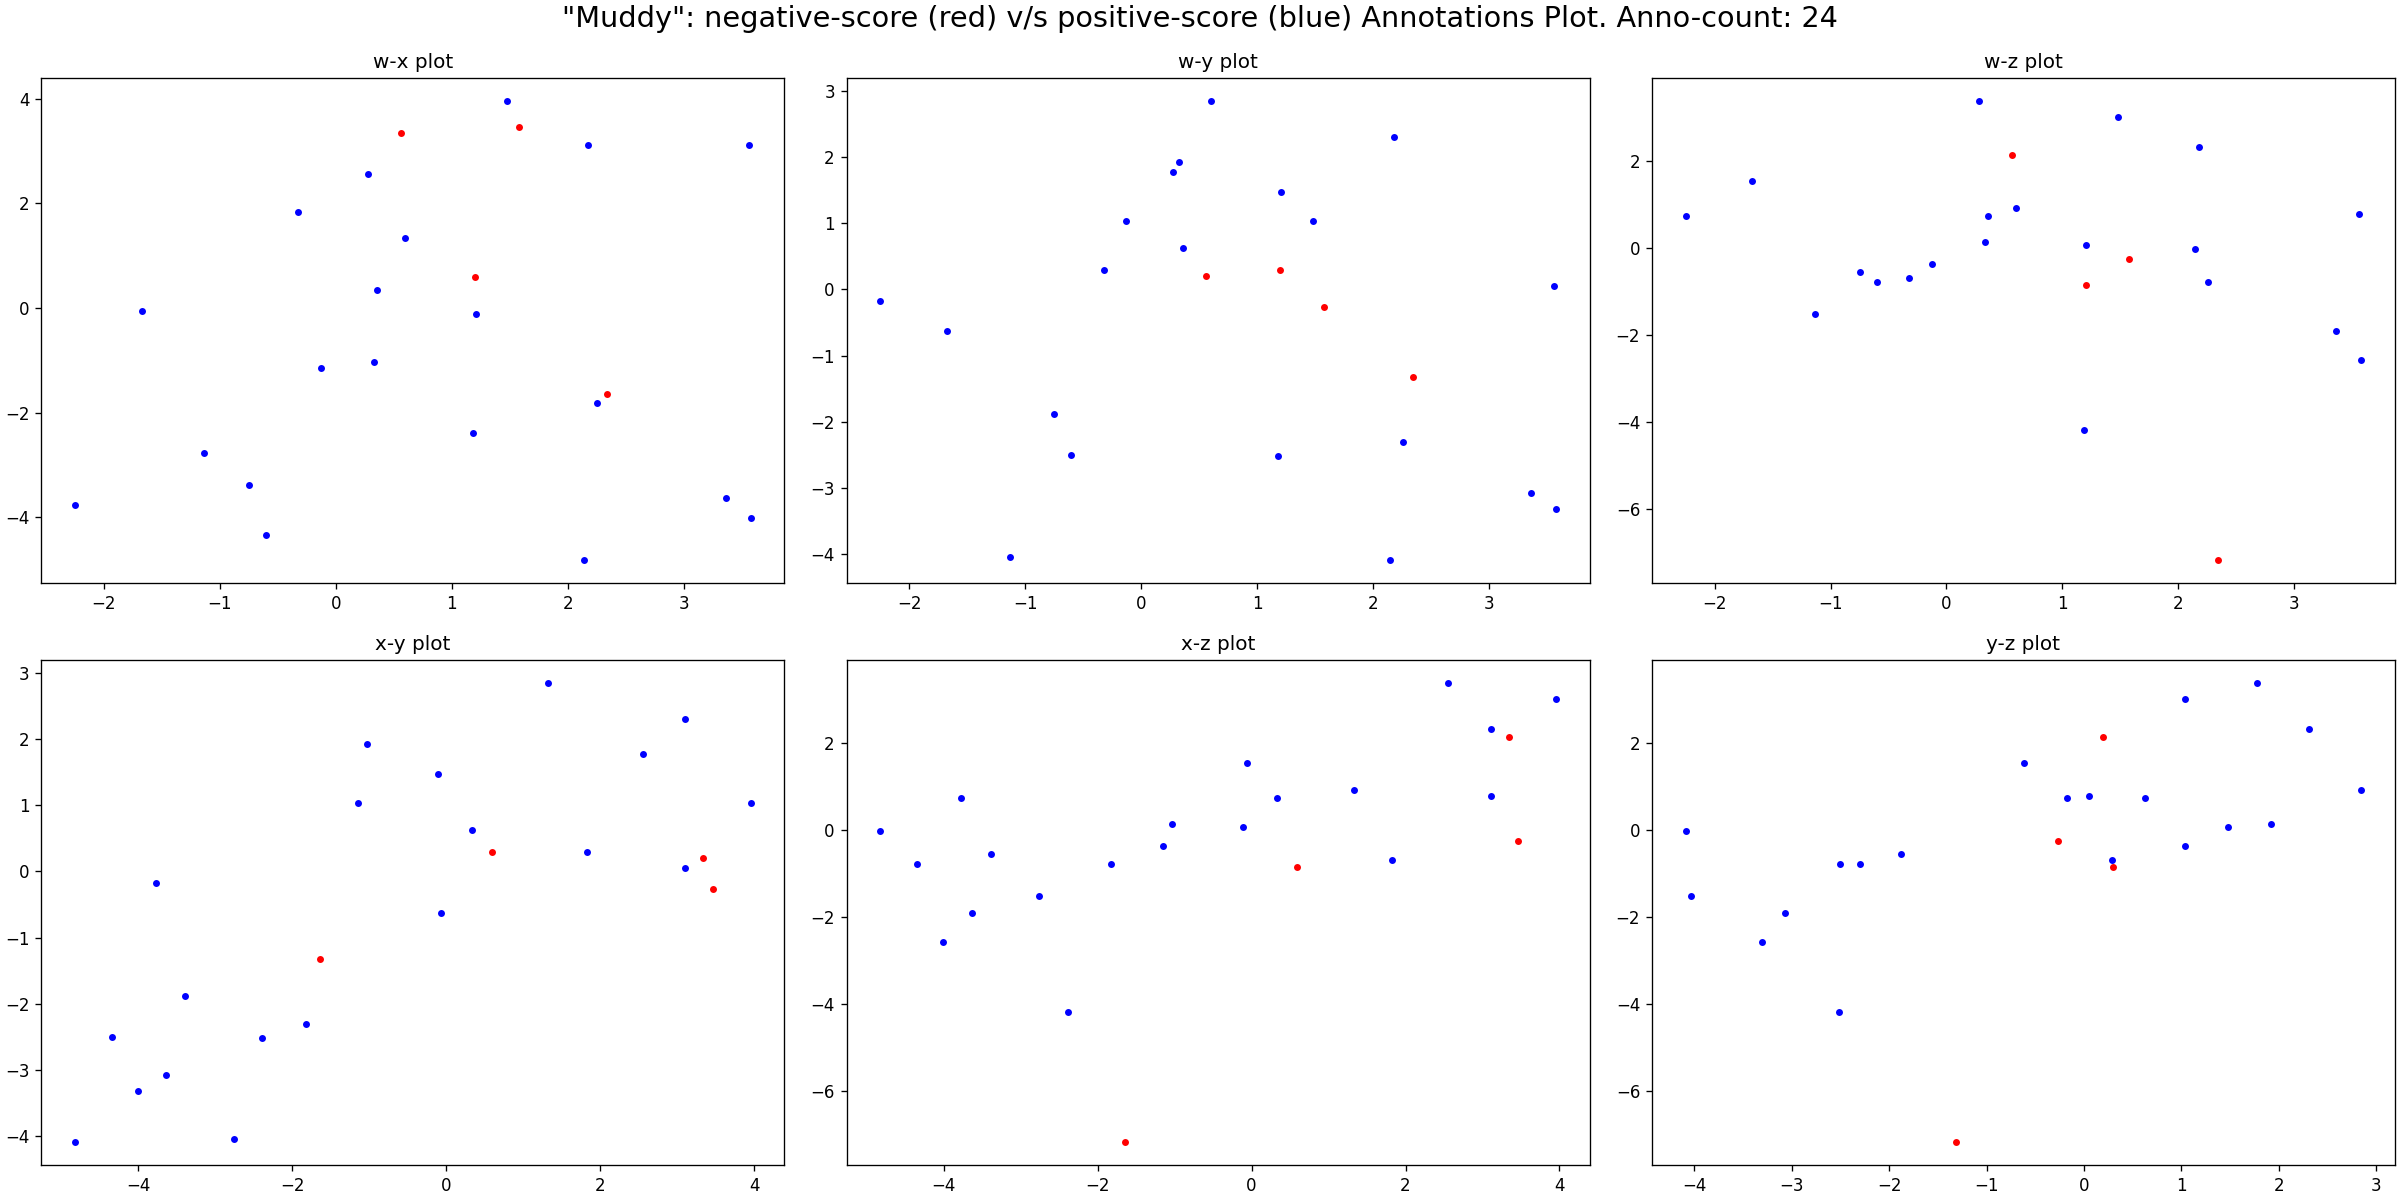 "Muddy": negative-score (red) v/s positive-score (blue) Annotations Plot. Anno-count: 24
w-x plot
4
2
0
−2
−4
−2 −1 0 1 2 3
w-y plot
3
2
1
0
−1
−2
−3
−4
−2 −1 0 1 2 3
w-z plot
2
0
−2
−4
−6
−2 −1 0 1 2 3
x-y plot
3
2
1
0
−1
−2
−3
−4
−4 −2 0 2 4
x-z plot
2
0
−2
−4
−6
−4 −2 0 2 4
y-z plot
2
0
−2
−4
−6
−4 −3 −2 −1 0 1 2 3